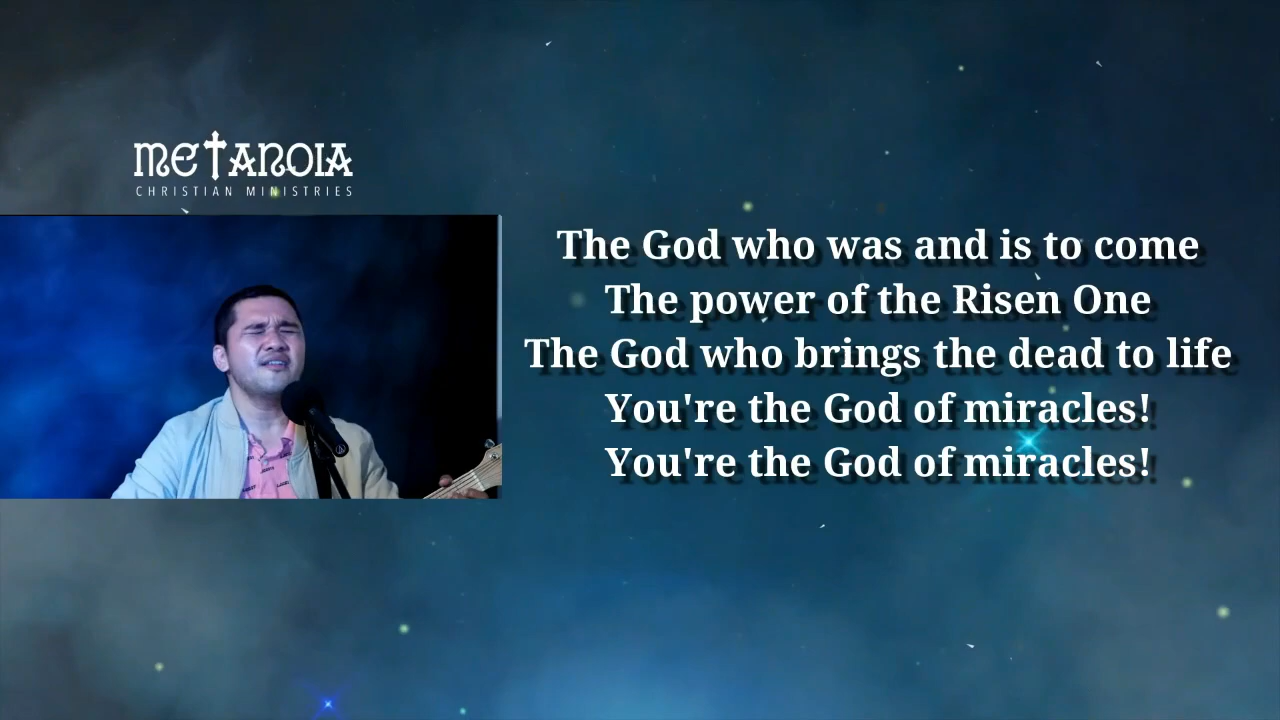 METANOIA
CHRISTIAN MINISTRIES
The God who was and is to come
The power of the Risen One
The God who brings the dead to life
You're the God of miracles!
You're the God of miracles!